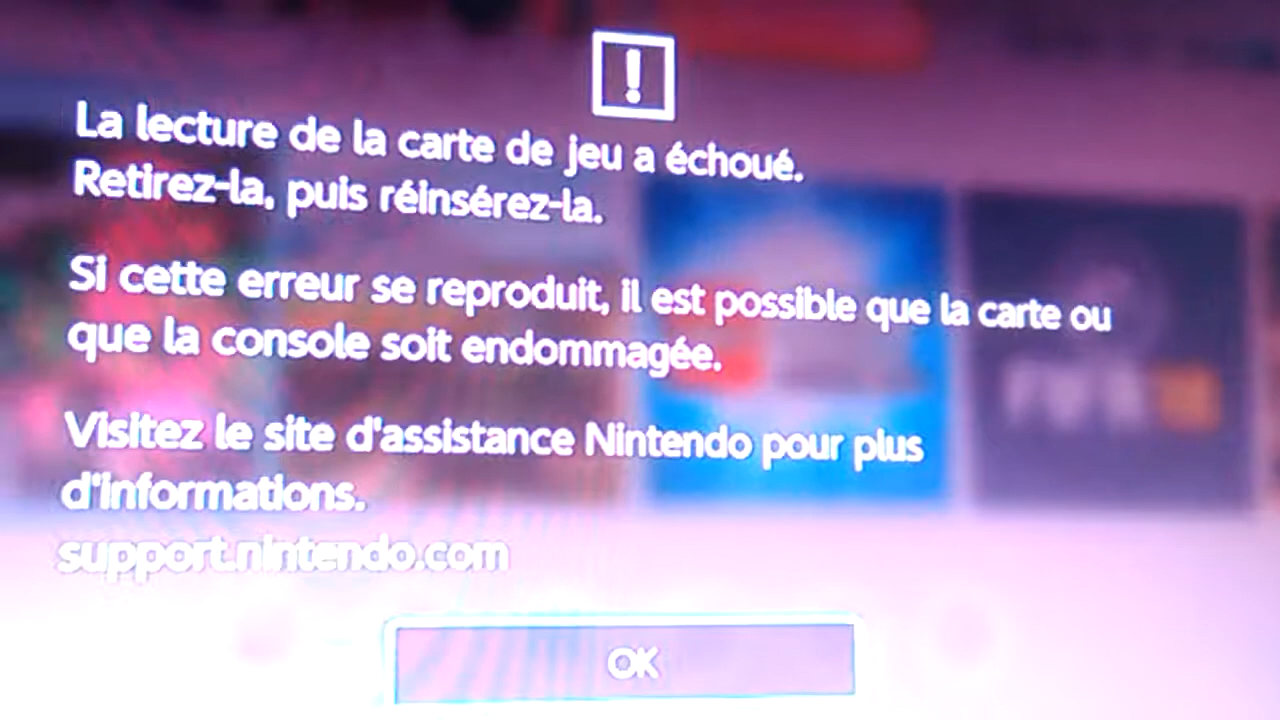 !
La lecture de la carte de jeu a échoué.
Retirez-la, puis réinsérez-la.
Si cette erreur se reproduit, il est possible que la carte ou
que la console soit endommagée.
Visitez le site d'assistance Nintendo pour plus
d'informations.
support.nintendo.com
OK